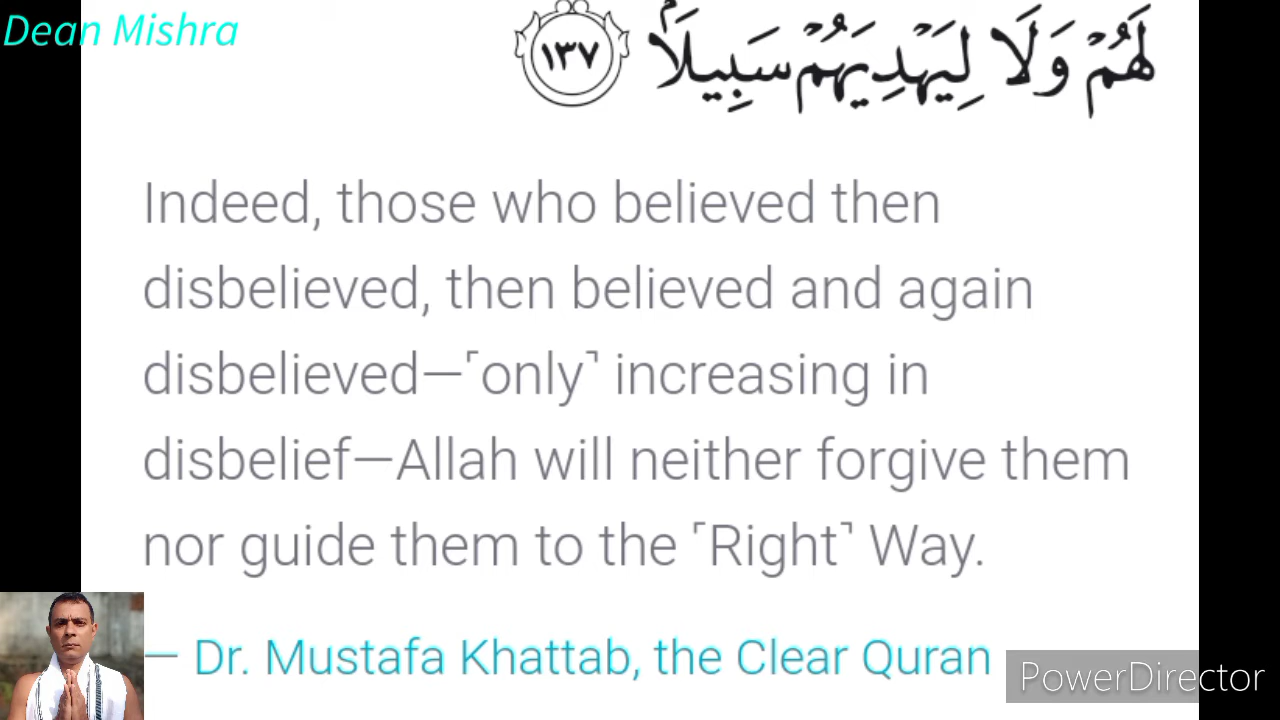 Dean Mishra
لَهُمْ وَلَا لِيَهْدِيَهُمْ سَبِيلًا ١٣٧
Indeed, those who believed then
disbelieved, then believed and again
disbelieved—˹only˺ increasing in
disbelief—Allah will neither forgive them
nor guide them to the ˹Right˺ Way.
— Dr. Mustafa Khattab, the Clear Quran
PowerDirector